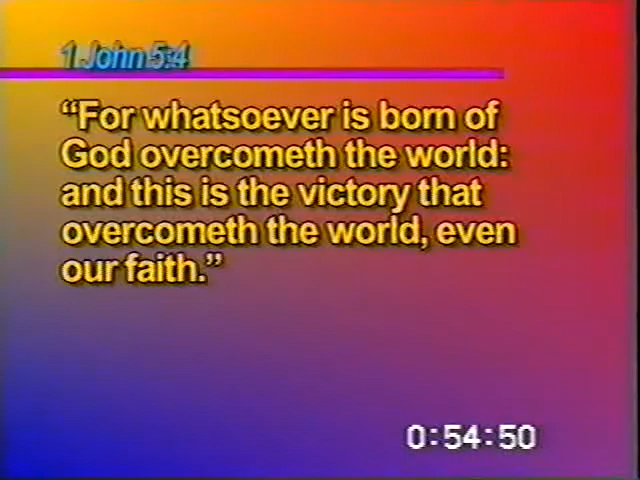 1 John 5:4
“For whatsoever is born of
God overcometh the world:
and this is the victory that
overcometh the world, even
our faith.”
0:54:50